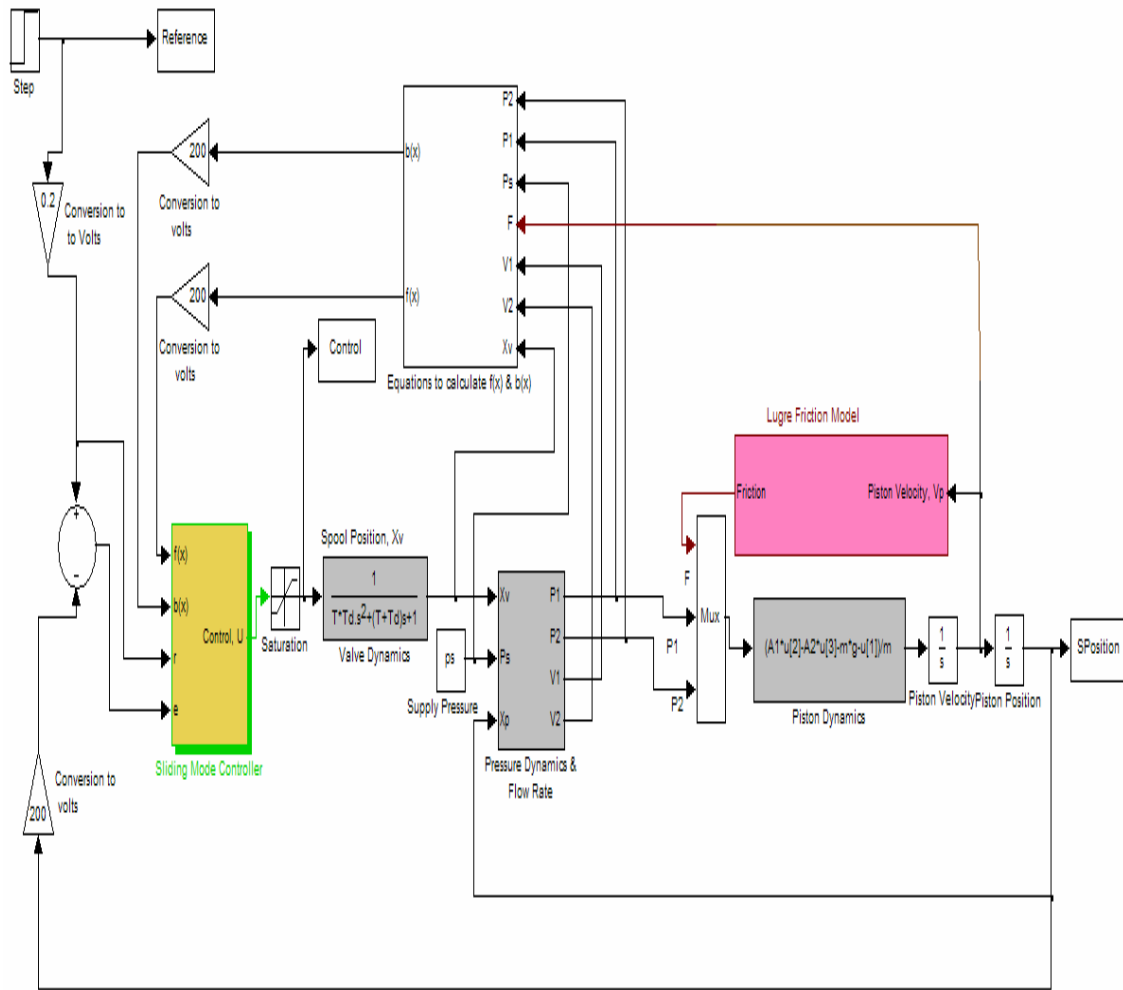 Step
Reference
0.2
Conversion to
to Volts
200
Conversion to
volts
200
Conversion to
volts
b(x)
f(x)
P2
P1
Ps
F
V1
V2
Xv
Equations to calculate f(x) & b(x)
Control
+
-
f(x)
b(x)
r
e
Control, U
Sliding Mode Controller
Saturation
Spool Position, Xv
1
T*Td.s2+(T+Td)s+1
Valve Dynamics
ps
Supply Pressure
Xv
Ps
Xp
P1
P2
V1
V2
Pressure Dynamics &
Flow Rate
Lugre Friction Model
Friction
Piston Velocity, Vp
F
P1
P2
Mux
(A1*u[2]-A2*u[3]-m*g-u[1])/m
Piston Dynamics
1
s
Piston Velocity
1
s
Piston Position
SPosition
200
Conversion to
volts